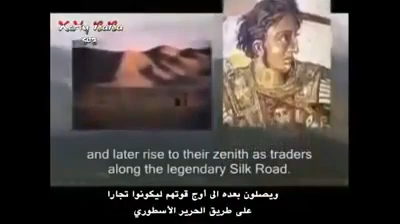 and later rise to their zenith as traders
along the legendary Silk Road.
ويصلون بعده الى أوج قوتهم ليكونوا تجارا
على طريق الحرير الأسطوري